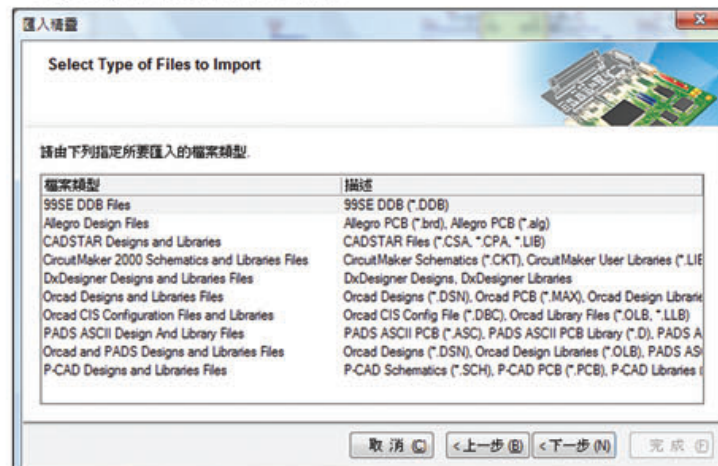 匯入精靈
Select Type of Files to Import
請由下列指定所要匯入的檔案類型.
檔案類型 描述
99SE DDB Files 99SE DDB (*.DDB)
Allegro Design Files Allegro PCB (*.brd), Allegro PCB (*.alg)
CADSTAR Designs and Libraries CADSTAR Files (*.CSA, *.CPA, *.LIB)
CircuitMaker 2000 Schematics and Libraries Files CircuitMaker Schematics (*.CKT), CircuitMaker User Libraries (*.LIB
DxDesigner Designs and Libraries Files DxDesigner Designs, DxDesigner Libraries
Orcad Designs and Libraries Files Orcad Designs (*.DSN), Orcad PCB (*.MAX), Orcad Design Librarie
Orcad CIS Configuration Files and Libraries Orcad CIS Config File (*.DBC), Orcad Library Files (*.OLB, *.LLB)
PADS ASCII Design And Library Files PADS ASCII PCB (*.ASC), PADS ASCII PCB Library (*.D), PADS A
Orcad and PADS Designs and Libraries Files Orcad Designs (*.DSN), Orcad Design Libraries (*.OLB), PADS AS
P-CAD Designs and Libraries Files P-CAD Schematics (*.SCH), P-CAD PCB (*.PCB), P-CAD Libraries (
取消 (C) <上一步 (B) <下一步 (N) 完成 (F)